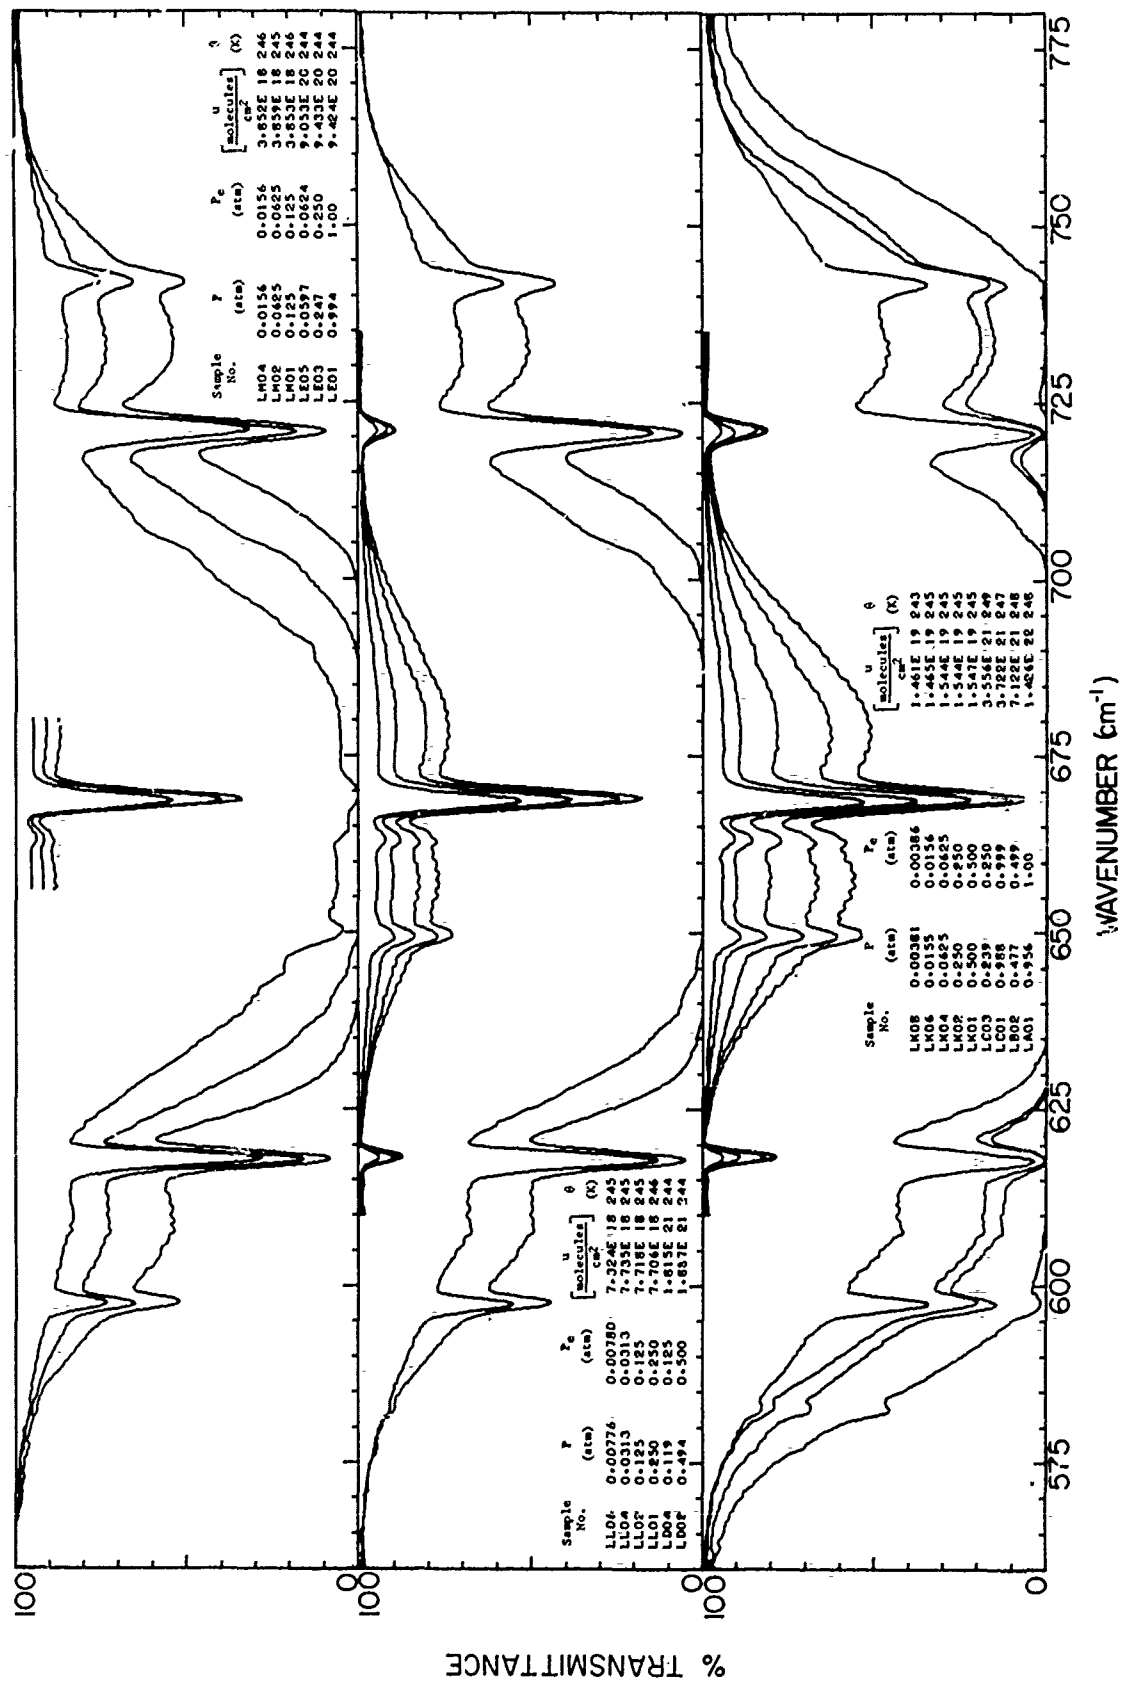 % TRANSMITTANCE
100
0
Sample No. P (atm) Pe (atm) u [molecules/cm2] θ (K)
LM04 0.0156 0.0156 3.852E 18 246
LM02 0.0625 0.0625 3.859E 18 245
LM01 0.125 0.125 3.853E 18 246
LE05 0.0597 0.0624 9.053E 20 244
LE03 0.247 0.250 9.433E 20 244
LE01 0.994 1.00 9.424E 20 244
100
0
Sample No. P (atm) Pe (atm) u [molecules/cm2] θ (K)
LL06 0.00776 0.00780 7.324E 18 245
LL04 0.0313 0.0313 7.735E 18 245
LL02 0.125 0.125 7.718E 18 245
LL01 0.250 0.250 7.706E 18 246
LD04 0.119 0.125 1.815E 21 244
LD02 0.494 0.500 1.887E 21 244
100
0
Sample No. P (atm) Pe (atm) u [molecules/cm2] θ (K)
LK08 0.00381 0.00386 1.461E 19 243
LK06 0.0155 0.0156 1.465E 19 245
LK04 0.0625 0.0625 1.544E 19 245
LK02 0.250 0.250 1.544E 19 245
LK01 0.500 0.500 1.547E 19 245
LC03 0.239 0.250 3.556E 21 249
LC01 0.988 0.999 3.722E 21 247
LB02 0.477 0.499 7.122E 21 248
LA01 0.956 1.00 1.426E 22 248
575 600 625 650 675 700 725 750 775
WAVENUMBER (cm-1)